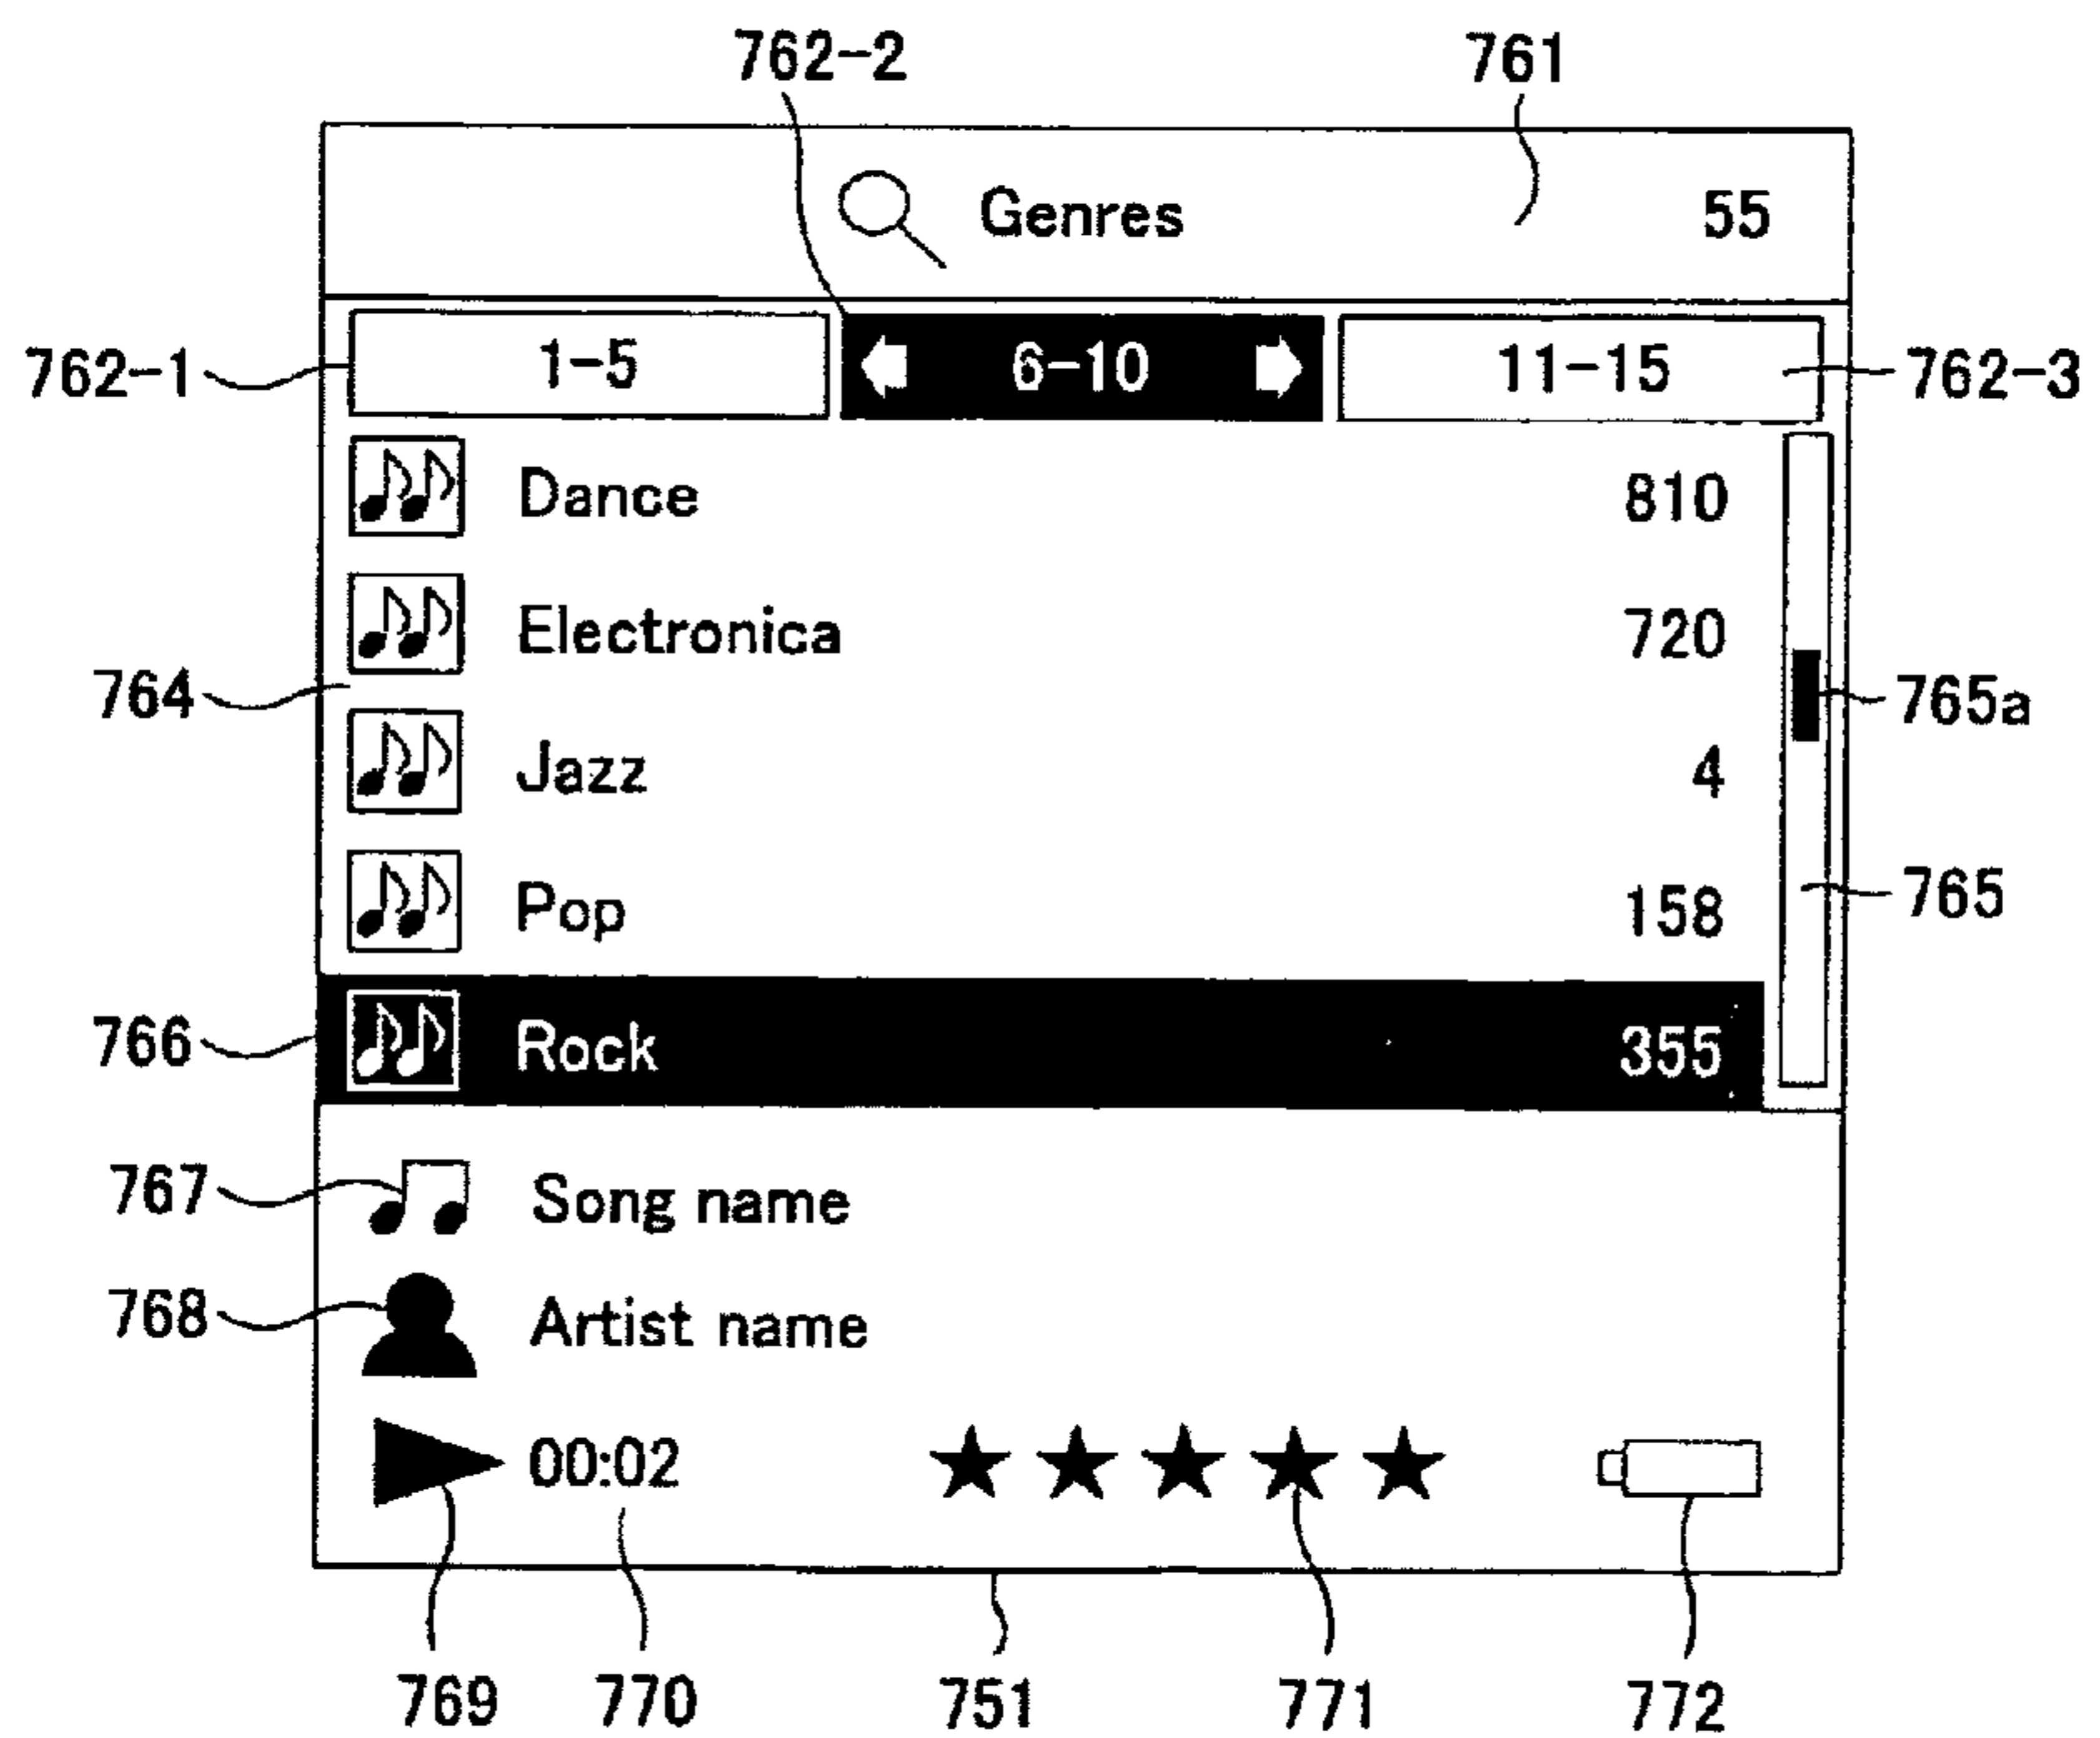 762-2 761
Genres 55
762-1 1-5 6-10 11-15 762-3
Dance 810
Electronica 720
764 765a
Jazz 4
Pop 158 765
766 Rock 355
767 Song name
768 Artist name
00:02
769 770 751 771 772